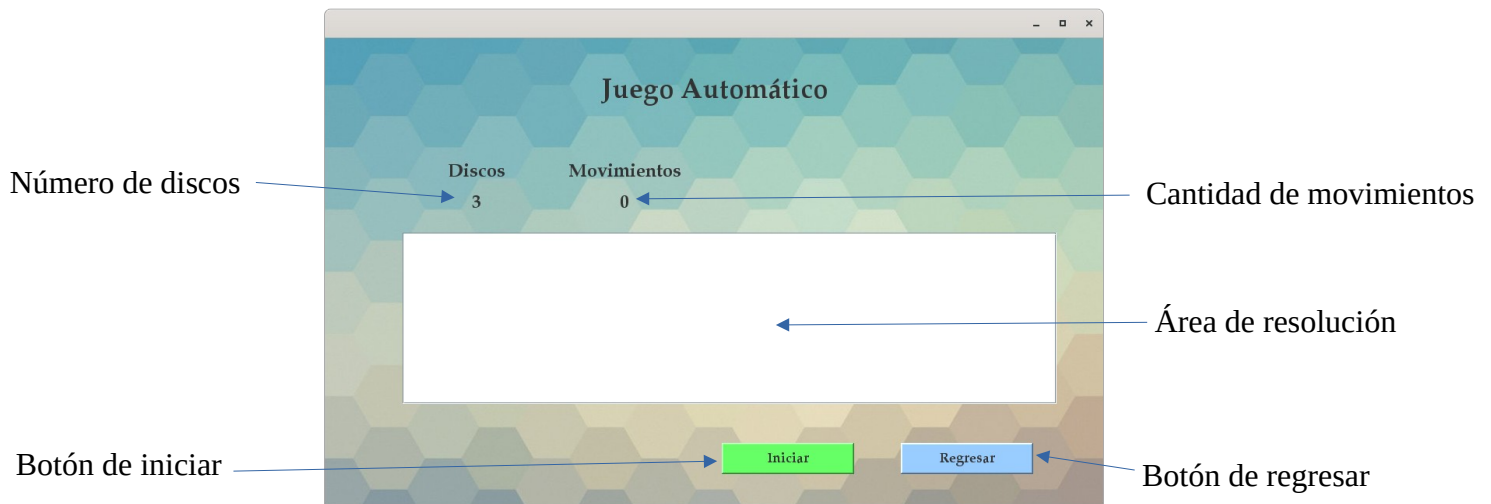 Juego Automático
Discos Movimientos
Número de discos
3 0
Cantidad de movimientos
Área de resolución
Botón de iniciar
Iniciar Regresar
Botón de regresar